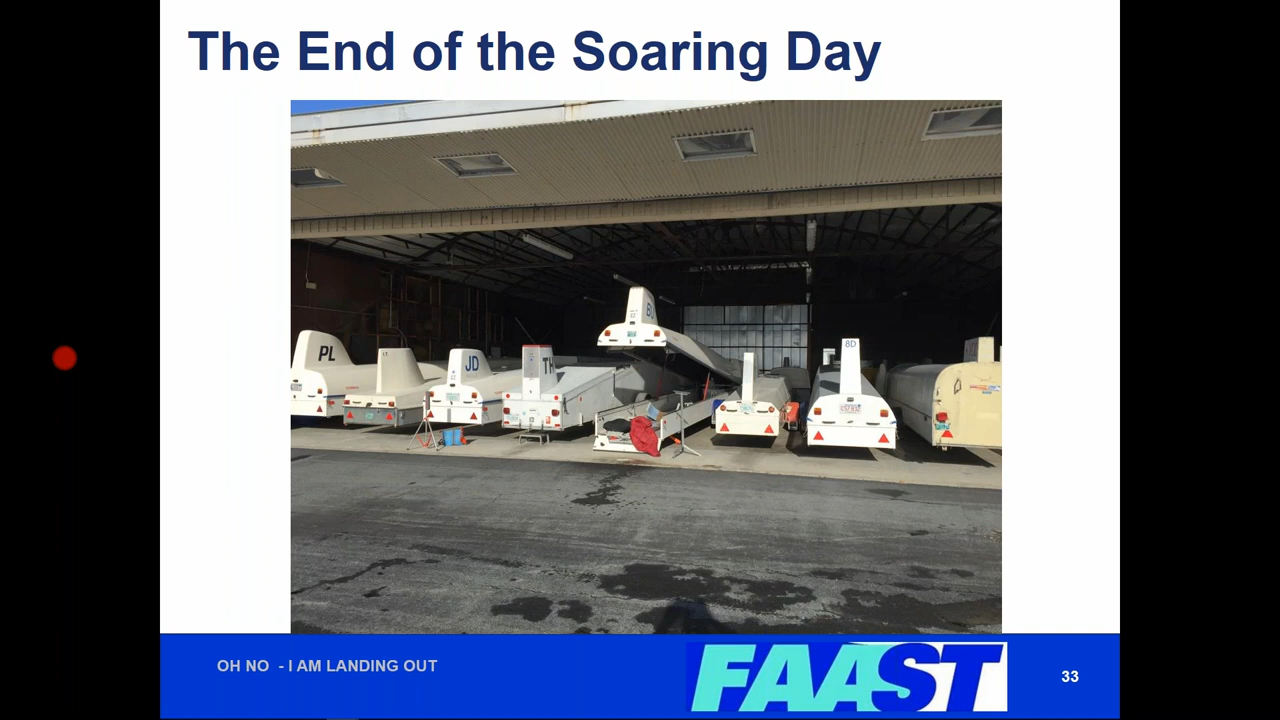 The End of the Soaring Day
PL
JD
TH
8D
OH NO - I AM LANDING OUT
FAAST
33